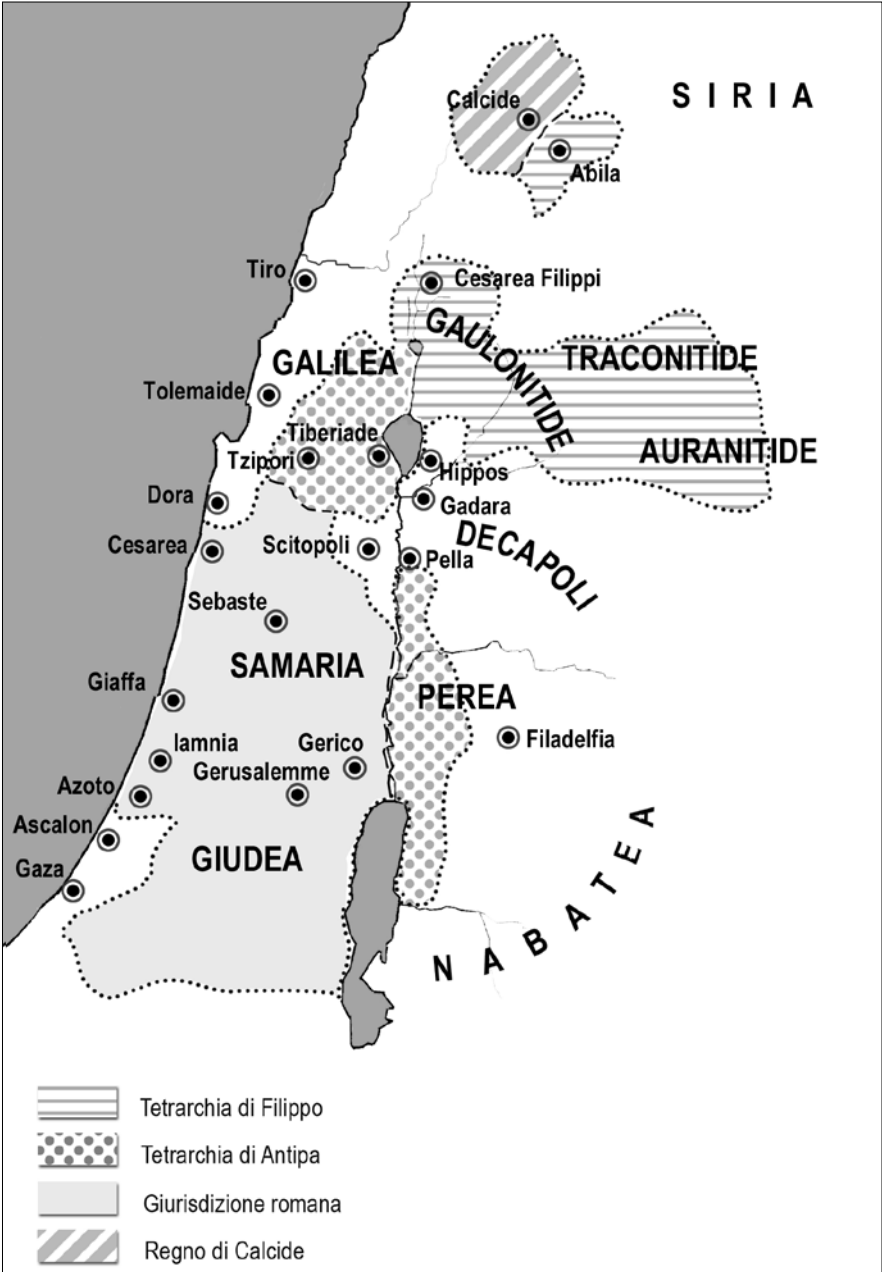 SIRIA
Calcide
Abila
Tiro
Cesarea Filippi
GAULONITIDE
TRACONITIDE
GALILEA
Tolemaide
Tiberiade
Tzipori
AURANITIDE
Hippos
Dora
Gadara
DECAPOLI
Cesarea
Scitopoli
Pella
Sebaste
SAMARIA
Giaffa
PEREA
Iamnia
Gerico
Filadelfia
Gerusalemme
Azoto
Ascalon
GIUDEA
Gaza
NABATEA
Tetrarchia di Filippo
Tetrarchia di Antipa
Giurisdizione romana
Regno di Calcide